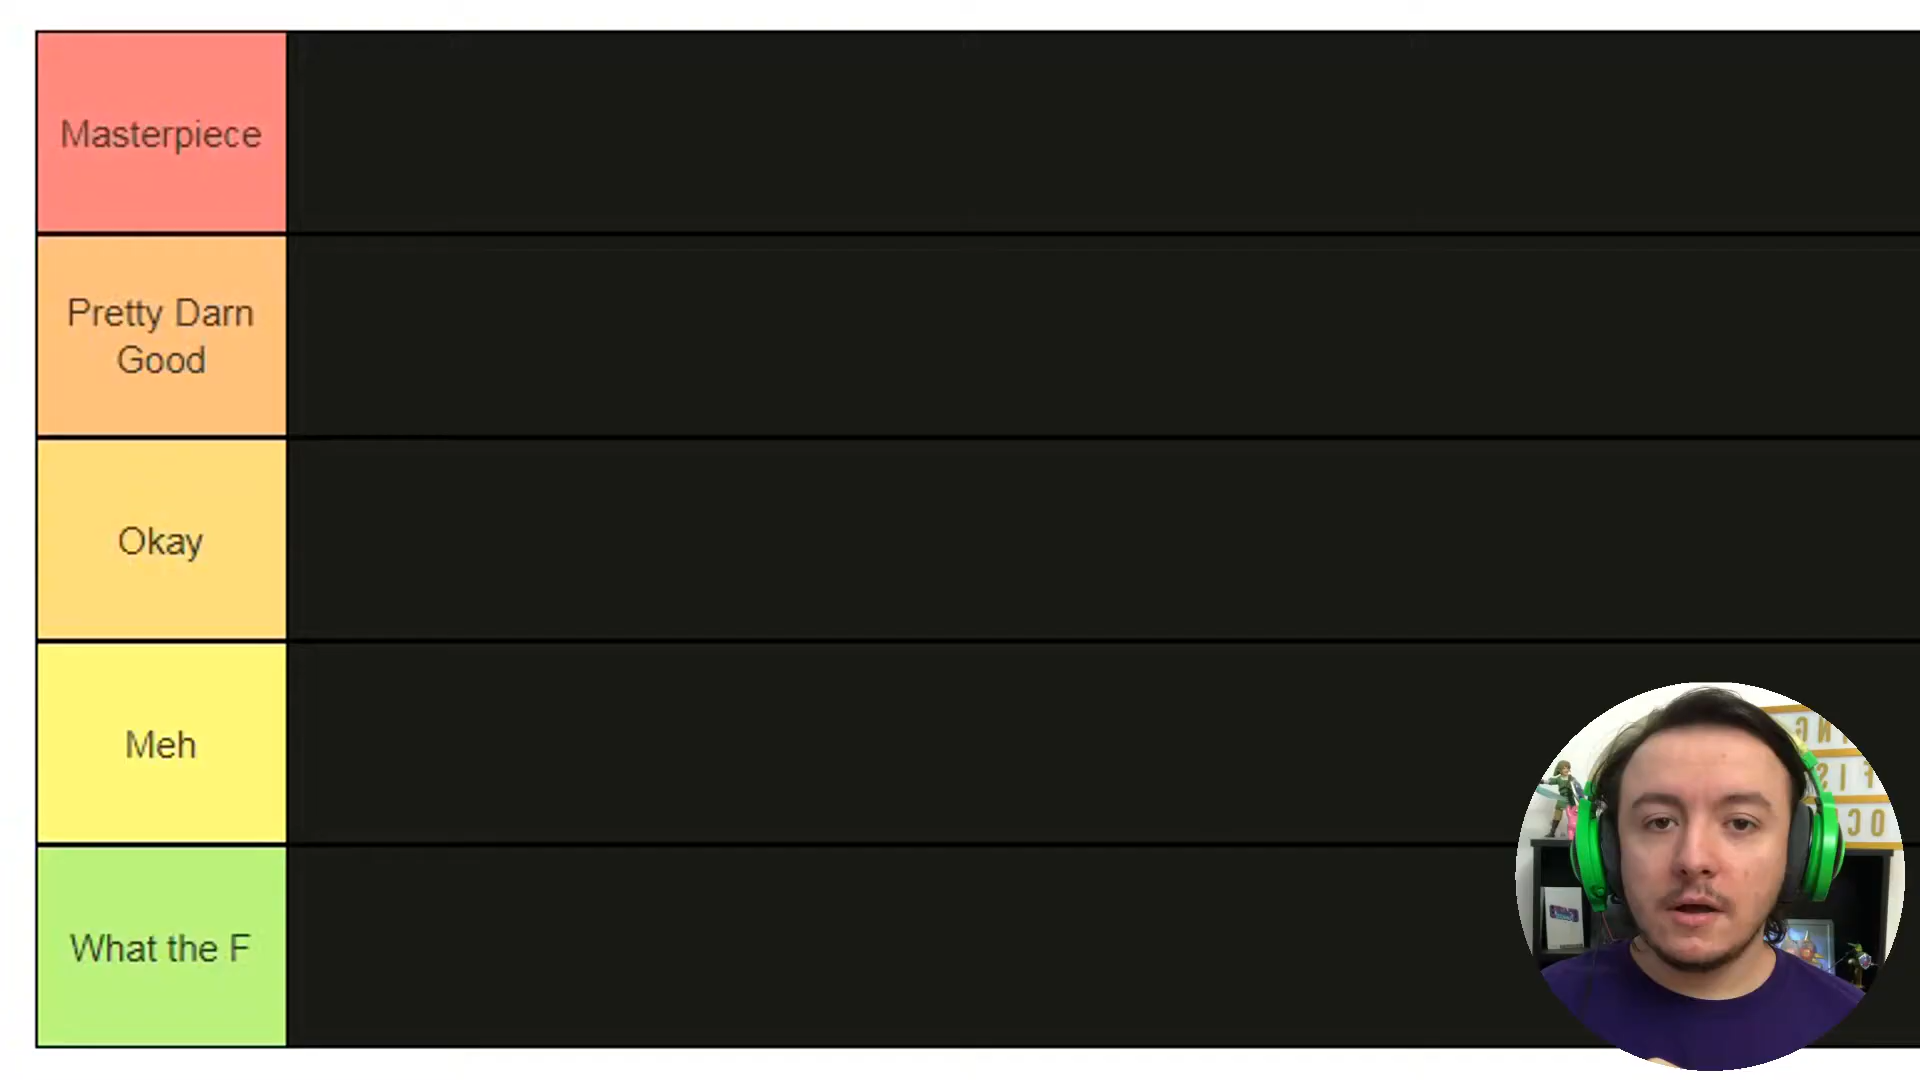 Masterpiece
Pretty Darn
Good
Okay
Meh
What the F